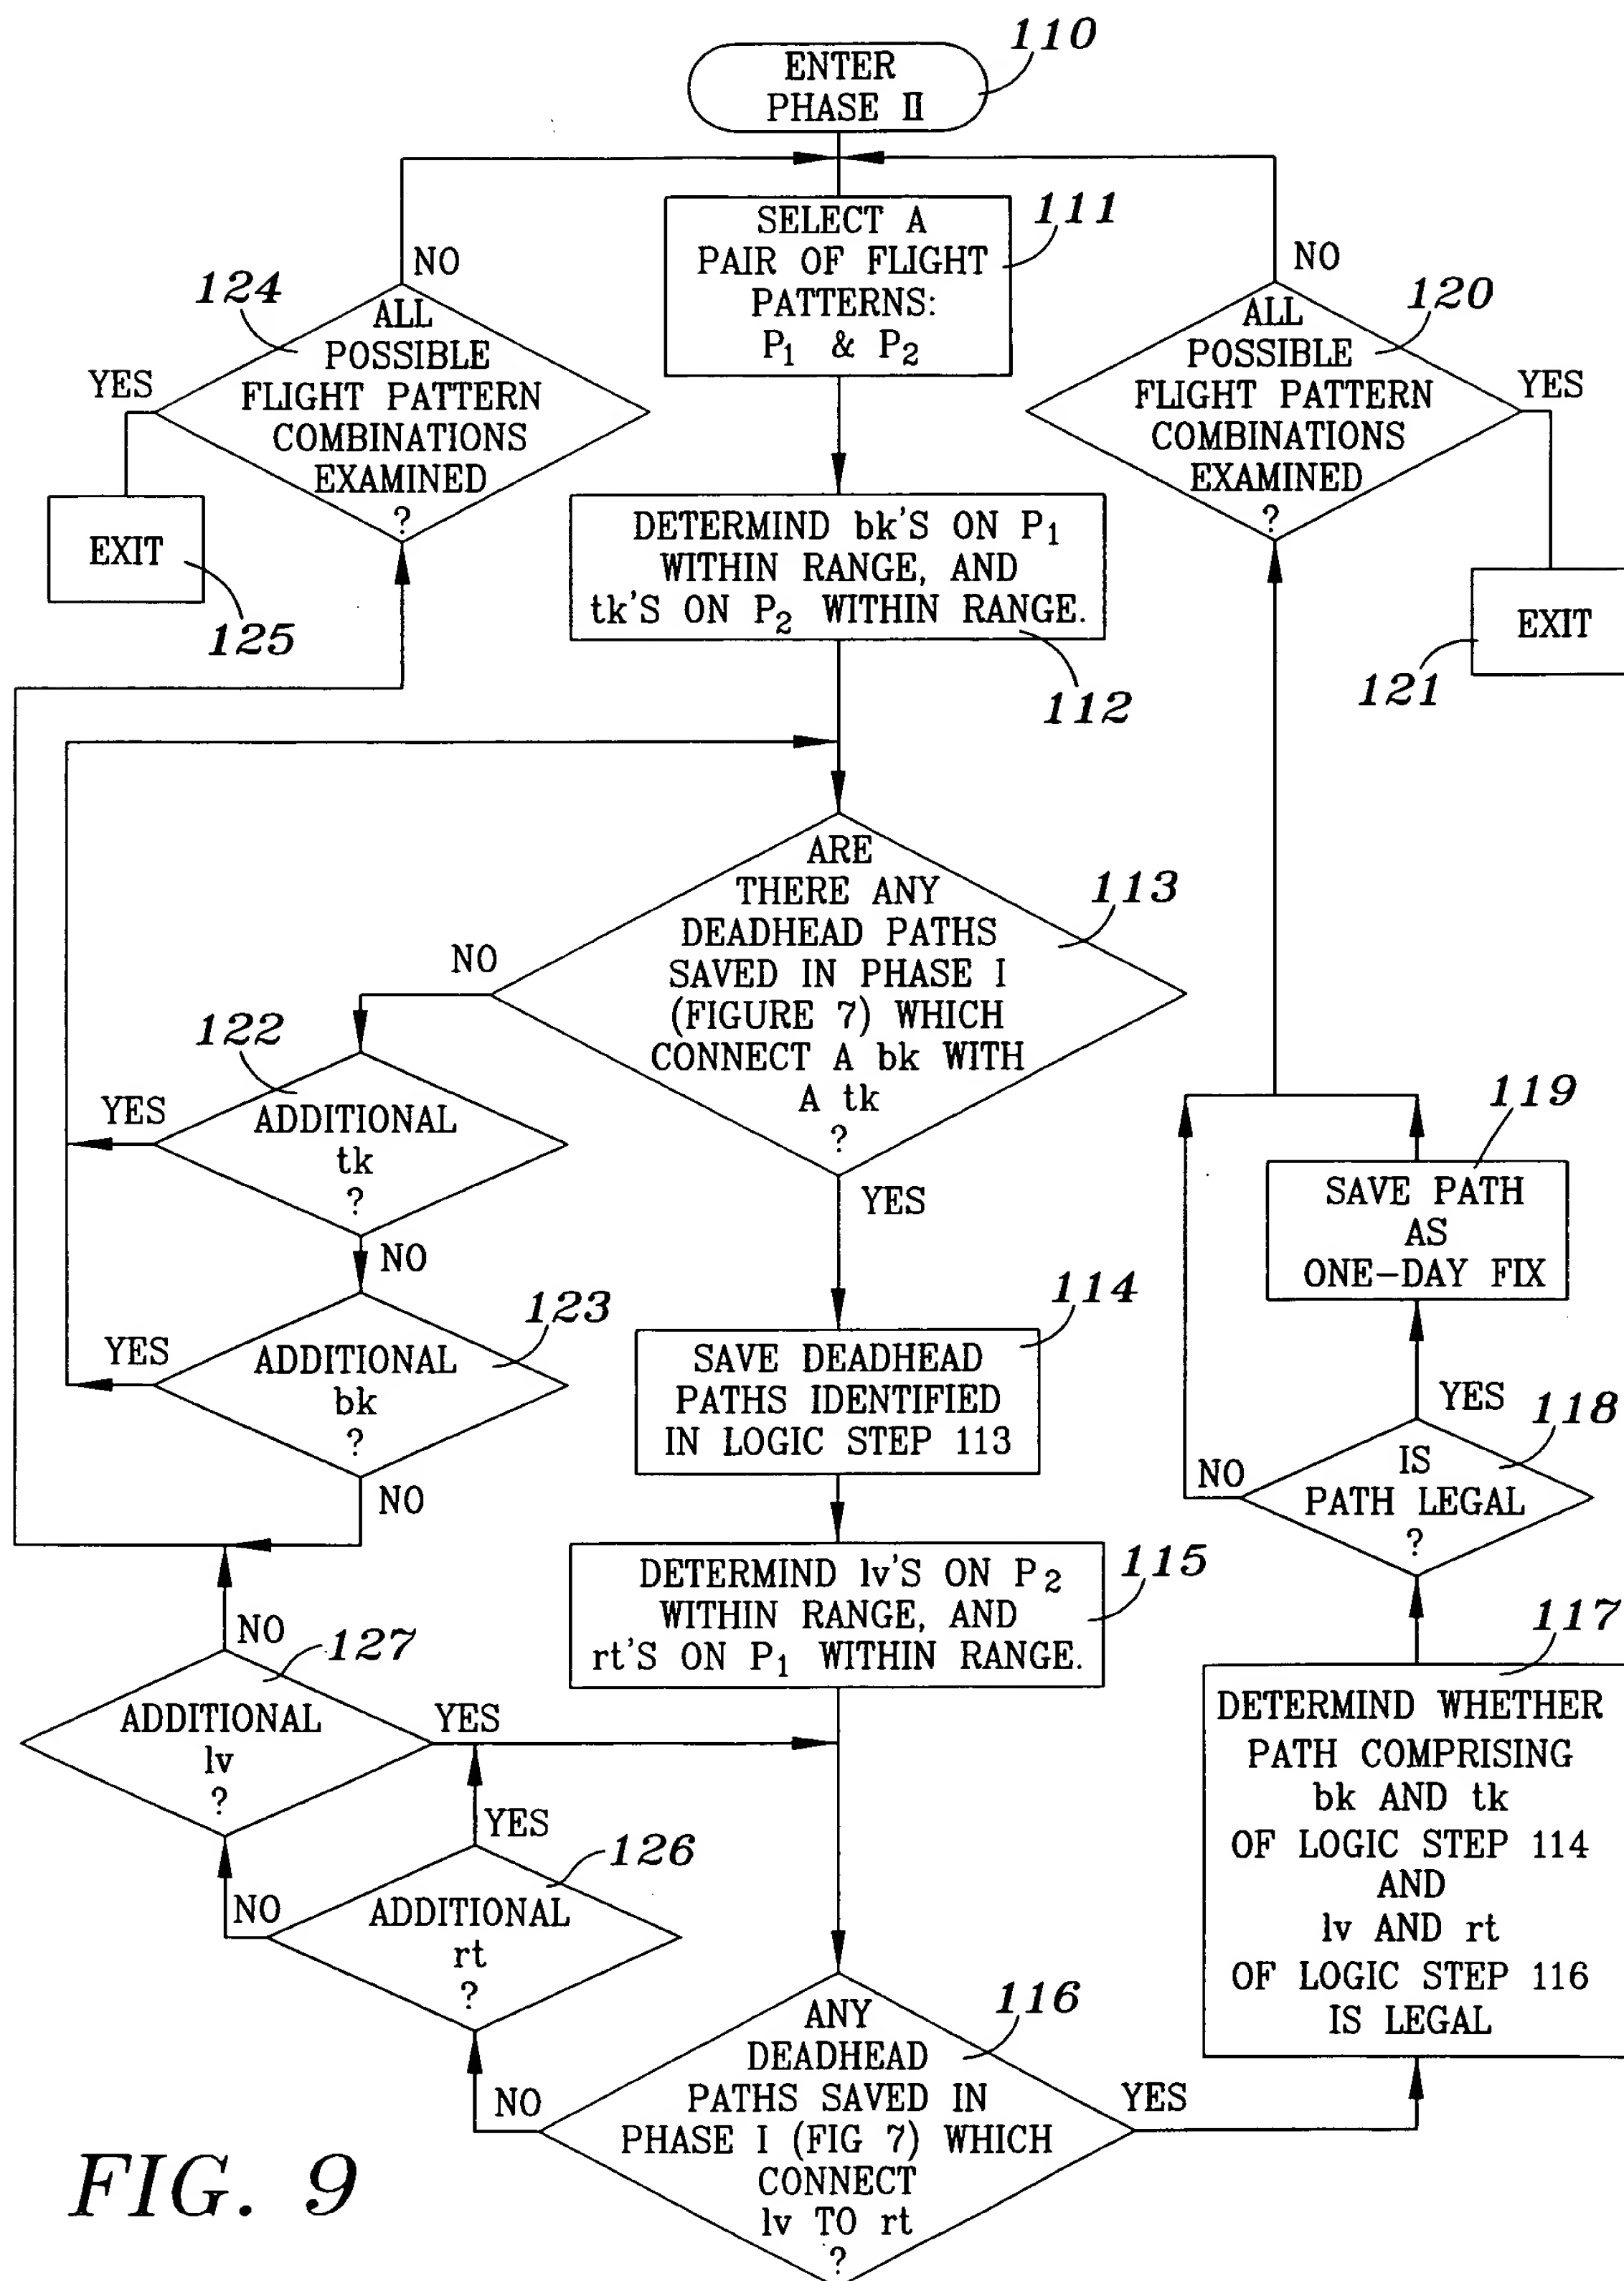 110
ENTER
PHASE II
111
SELECT A
PAIR OF FLIGHT
PATTERNS:
P1 & P2
NO
124
ALL
POSSIBLE
FLIGHT PATTERN
COMBINATIONS
EXAMINED
?
YES
EXIT
125
NO
120
ALL
POSSIBLE
FLIGHT PATTERN
COMBINATIONS
EXAMINED
?
YES
EXIT
121
DETERMIND bk'S ON P1
WITHIN RANGE, AND
tk'S ON P2 WITHIN RANGE.
112
ARE
THERE ANY
DEADHEAD PATHS
SAVED IN PHASE I
(FIGURE 7) WHICH
CONNECT A bk WITH
A tk
?
113
NO
YES
122
ADDITIONAL
tk
?
YES
NO
123
ADDITIONAL
bk
?
YES
NO
114
SAVE DEADHEAD
PATHS IDENTIFIED
IN LOGIC STEP 113
115
DETERMIND lv'S ON P2
WITHIN RANGE, AND
rt'S ON P1 WITHIN RANGE.
119
SAVE PATH
AS
ONE-DAY FIX
YES
118
IS
PATH LEGAL
?
NO
117
DETERMIND WHETHER
PATH COMPRISING
bk AND tk
OF LOGIC STEP 114
AND
lv AND rt
OF LOGIC STEP 116
IS LEGAL
NO
127
ADDITIONAL
lv
?
YES
YES
126
ADDITIONAL
rt
?
NO
116
ANY
DEADHEAD
PATHS SAVED IN
PHASE I (FIG 7) WHICH
CONNECT
lv TO rt
?
NO
YES
FIG. 9